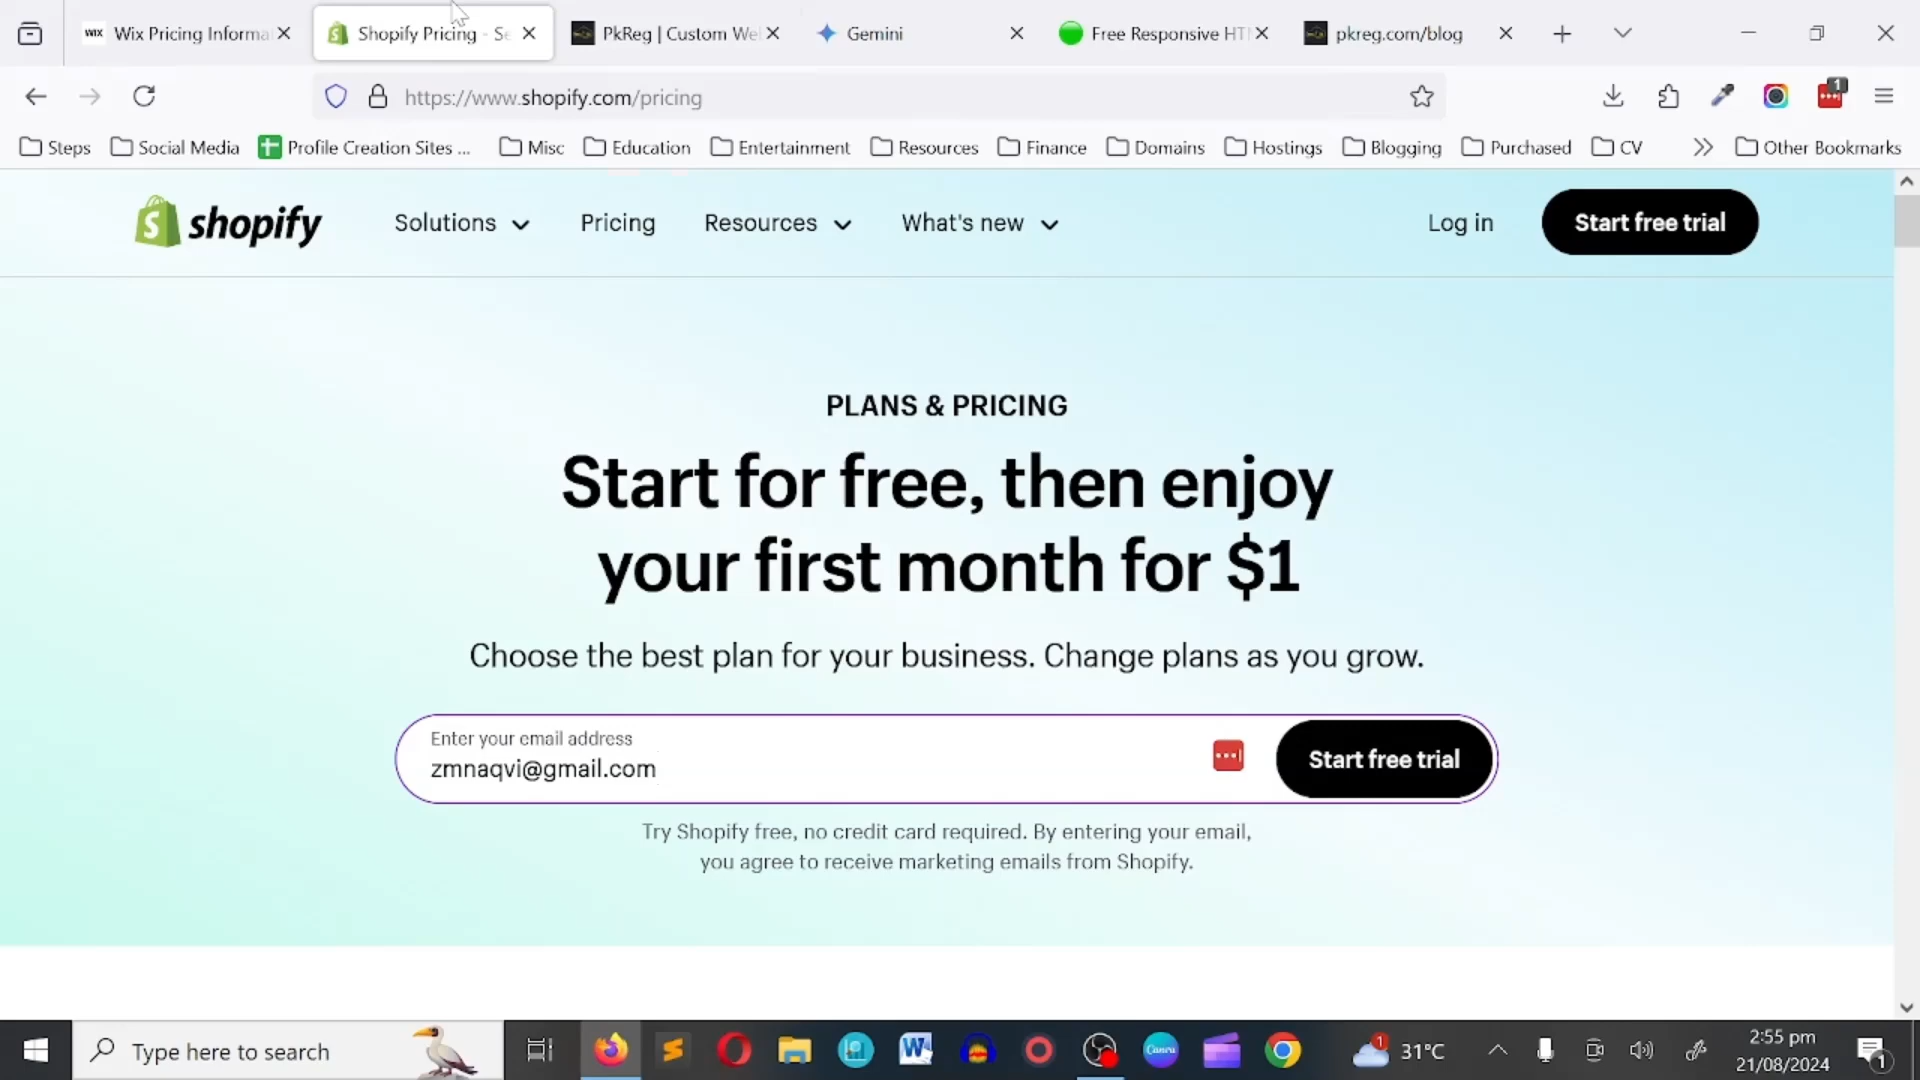 WIX Wix Pricing Informa
Shopify Pricing - Se
PkReg | Custom We
Gemini
Free Responsive HT
pkreg.com/blog
https://www.shopify.com/pricing
1
Steps
Social Media
Profile Creation Sites ...
Misc
Education
Entertainment
Resources
Finance
Domains
Hostings
Blogging
Purchased
CV
Other Bookmarks
shopify
Solutions
Pricing
Resources
What's new
Log in
Start free trial
PLANS & PRICING
Start for free, then enjoy
your first month for $1
Choose the best plan for your business. Change plans as you grow.
Enter your email address
zmnaqvi@gmail.com
Start free trial
Try Shopify free, no credit card required. By entering your email,
you agree to receive marketing emails from Shopify.
Type here to search
Canva
1
31°C
2:55 pm
21/08/2024
1